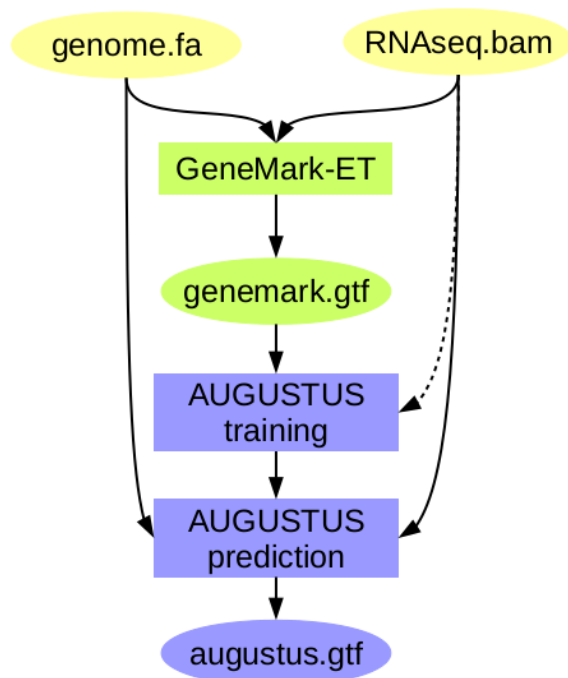 genome.fa
RNAseq.bam
GeneMark-ET
genemark.gtf
AUGUSTUS
training
AUGUSTUS
prediction
augustus.gtf